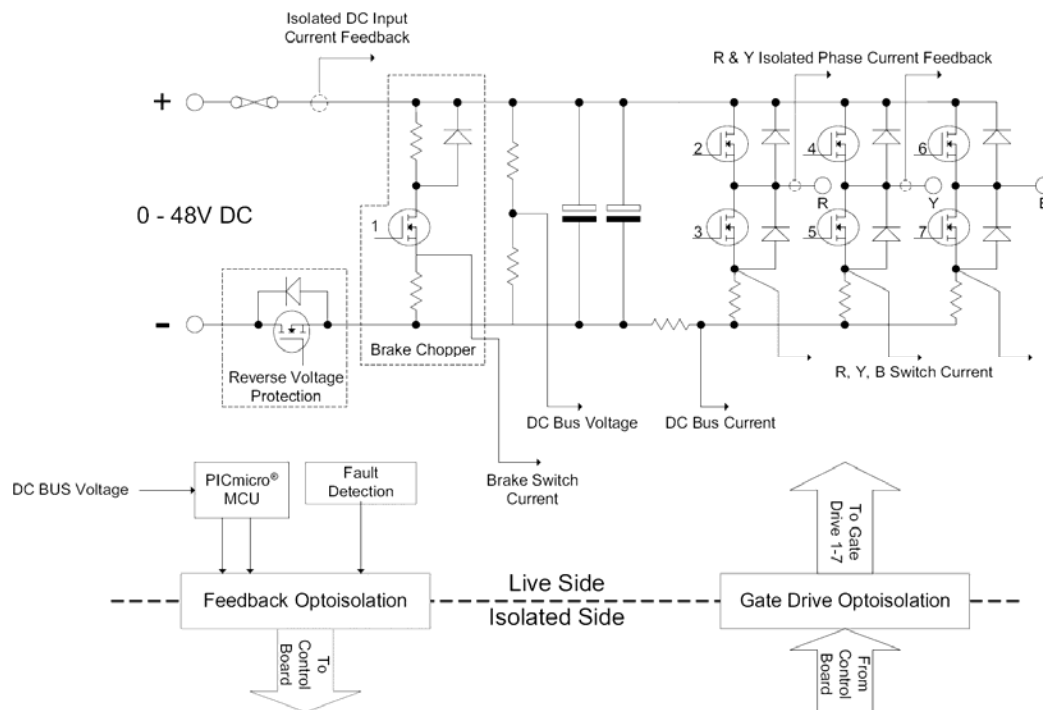 Isolated DC Input
Current Feedback
R & Y Isolated Phase Current Feedback
+
2
4
6
R
Y
0 - 48V DC
1
3
5
7
-
Brake Chopper
Reverse Voltage
Protection
R, Y, B Switch Current
DC Bus Voltage
DC Bus Current
Brake Switch
Current
DC BUS Voltage
PICmicro®
MCU
Fault
Detection
To Gate
Drive 1-7
Live Side
Feedback Optoisolation
Gate Drive Optoisolation
Isolated Side
To
Control
Board
From
Control
Board